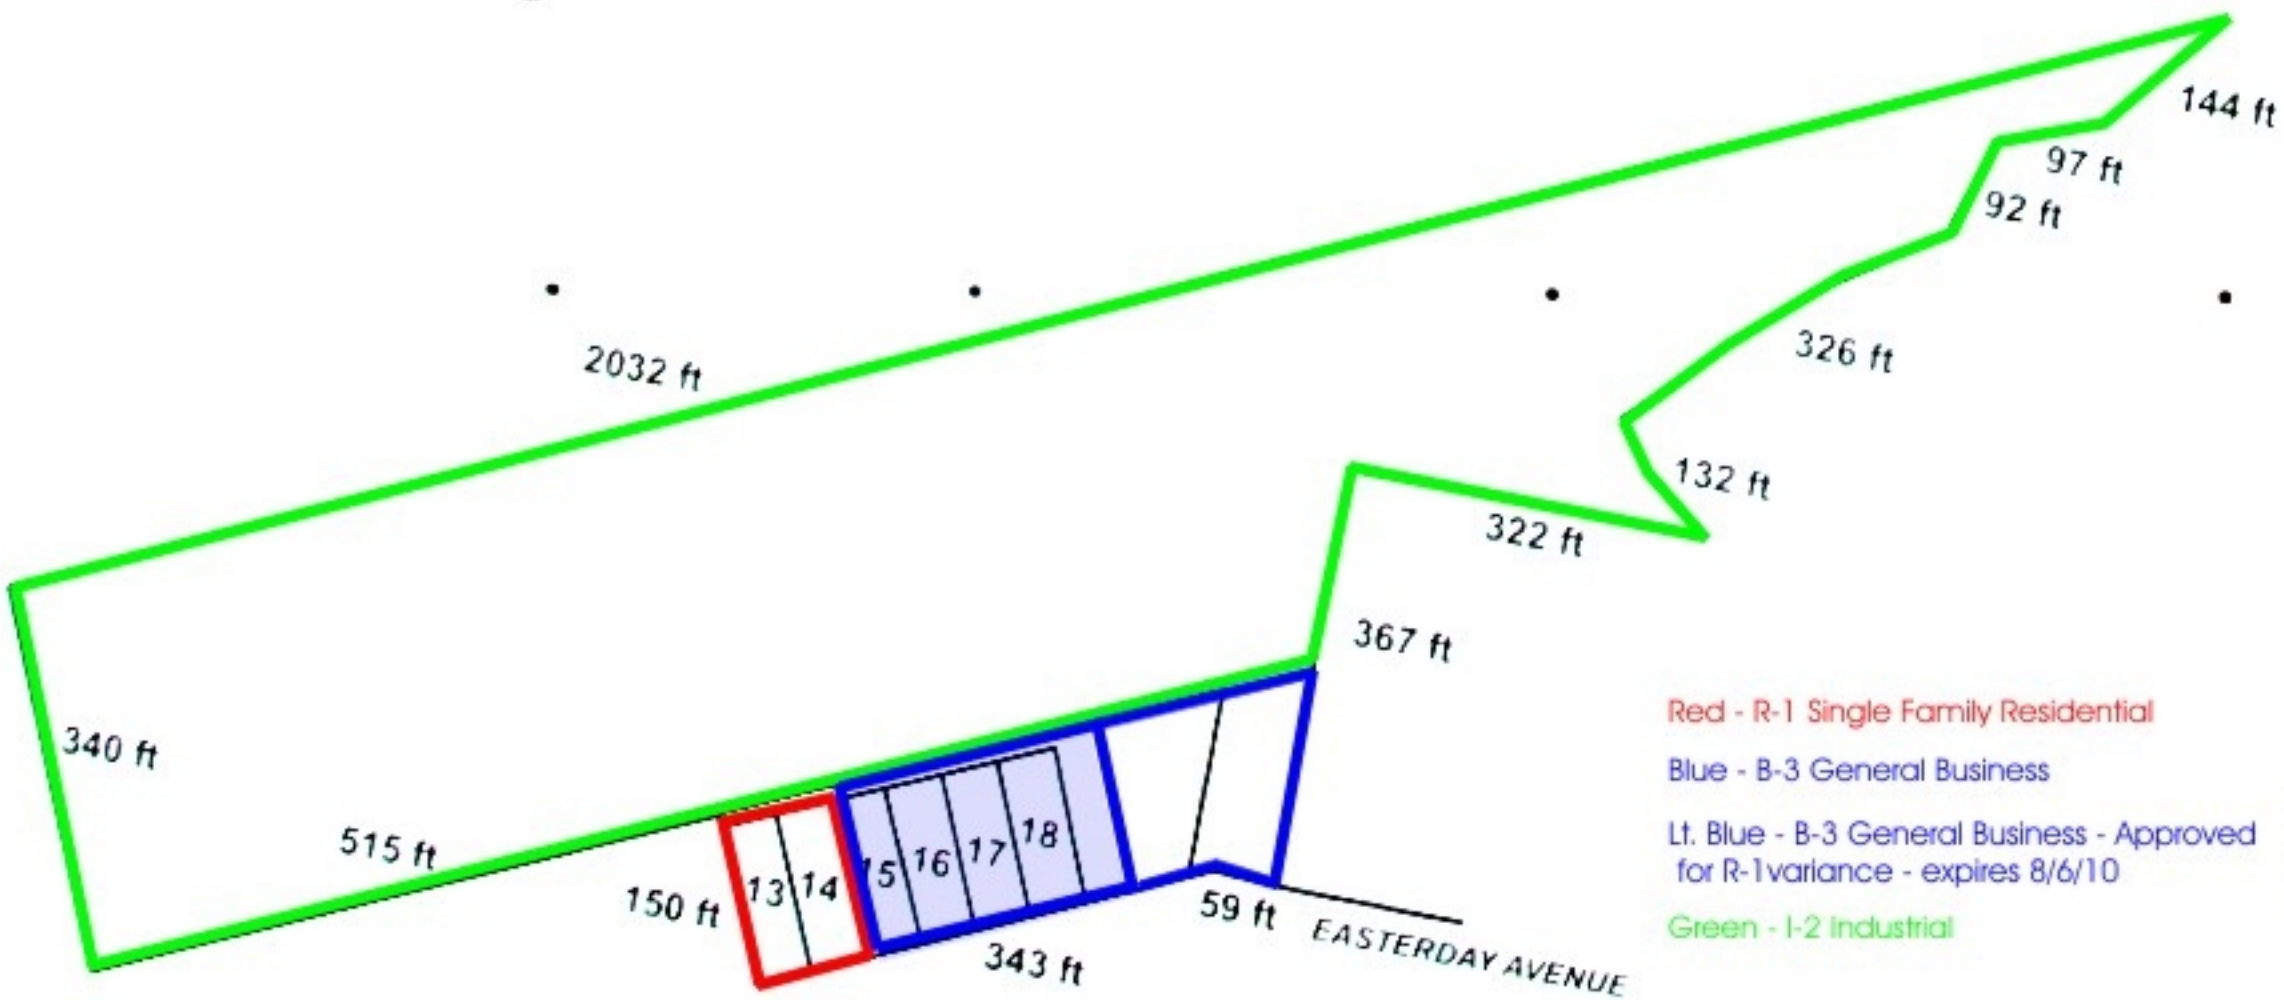 144 ft
97 ft
92 ft
326 ft
2032 ft
132 ft
322 ft
367 ft
340 ft
515 ft
150 ft
13
14
15
16
17
18
343 ft
59 ft
EASTERDAY AVENUE
Red - R-1 Single Family Residential
Blue - B-3 General Business
Lt. Blue - B-3 General Business - Approved
for R-1variance - expires 8/6/10
Green - I-2 Industrial